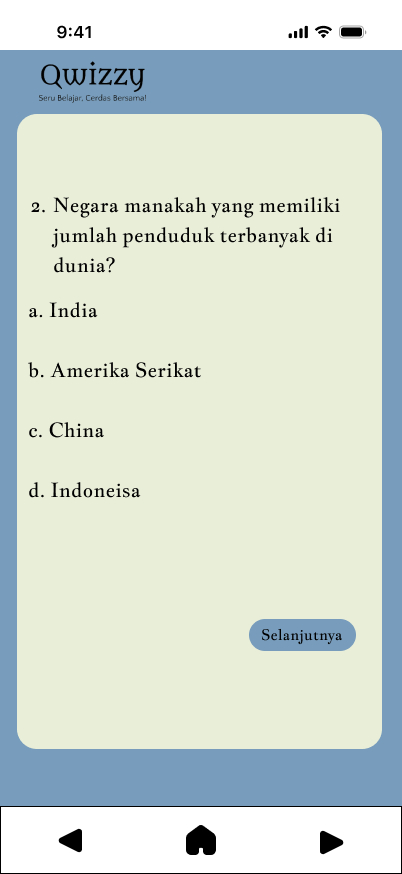 9:41
Qwizzy
Seru Belajar, Cerdas Bersama!
2. Negara manakah yang memiliki
jumlah penduduk terbanyak di
dunia?
a. India
b. Amerika Serikat
c. China
d. Indoneisa
Selanjutnya